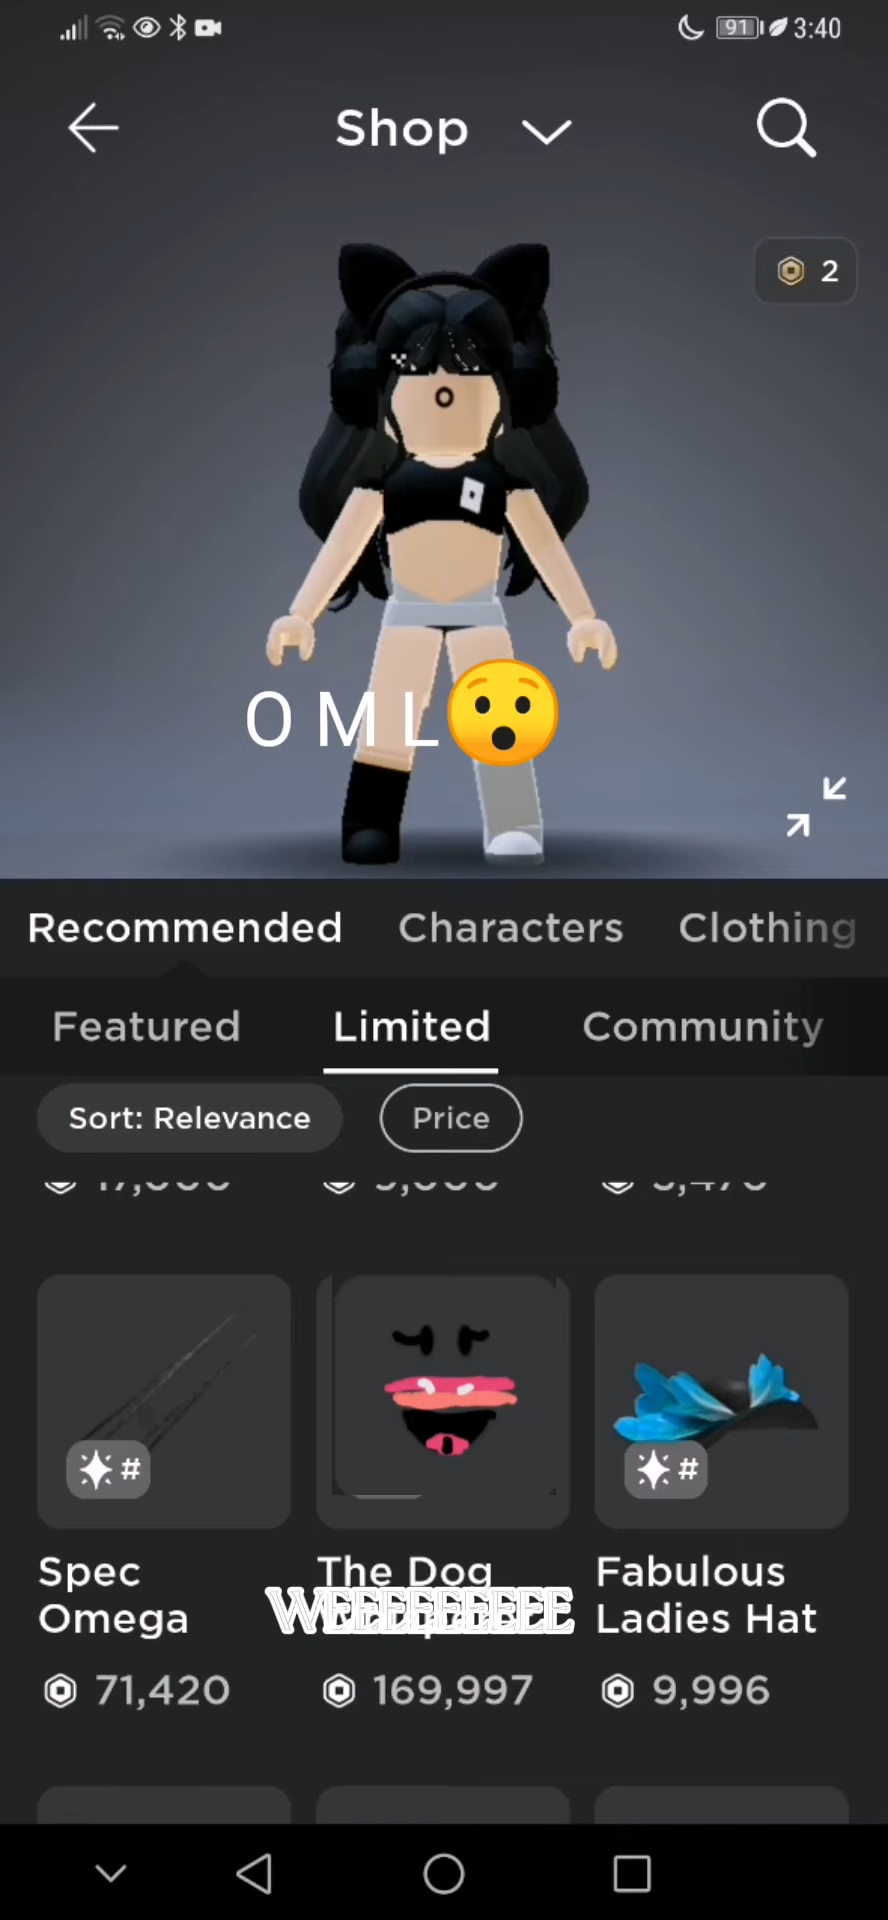 91 3:40
Shop
2
O M L
Recommended Characters Clothing
Featured Limited Community
Sort: Relevance Price
# #
Spec The Dog Fabulous
Omega Ladies Hat
71,420 169,997 9,996